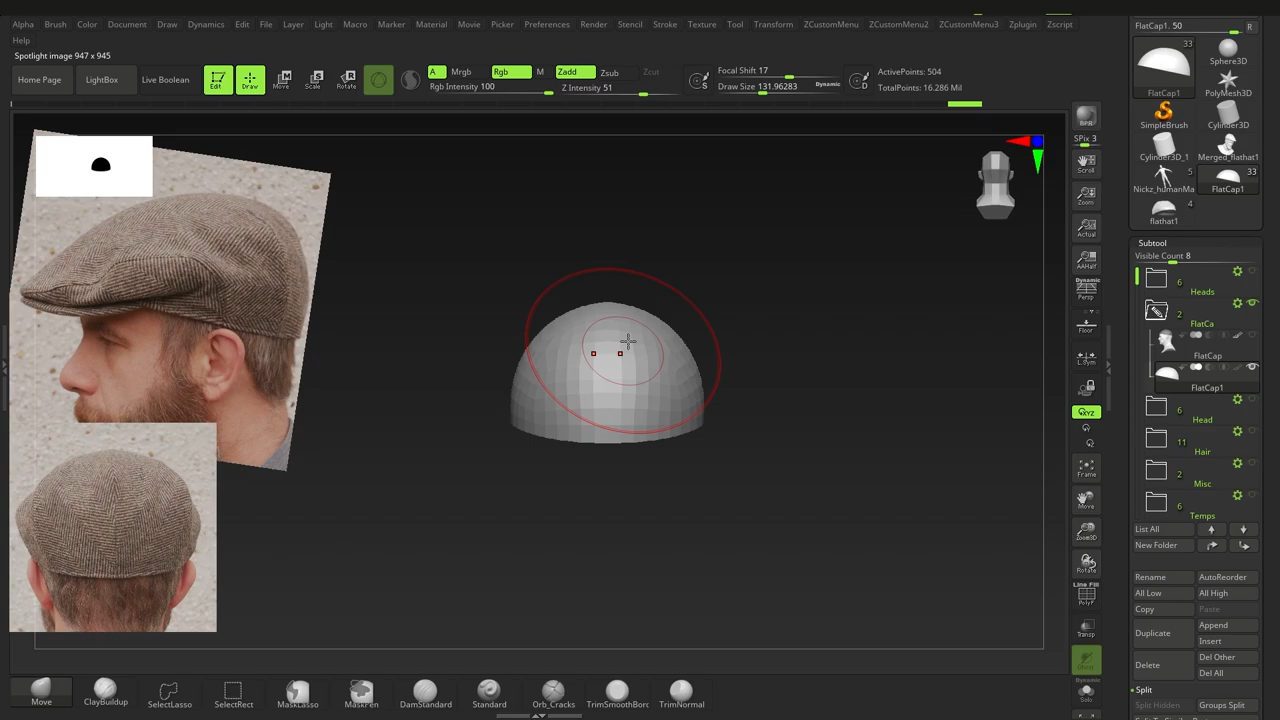 Alpha Brush Color Document Draw Dynamics Edit File Layer Light Macro Marker Material Movie Picker Preferences Render Stencil Stroke Texture Tool Transform ZCustomMenu ZCustomMenu2 ZCustomMenu3 Zplugin Zscript
Help
Spotlight image 947 x 945
Home Page
LightBox
Live Boolean
Edit
Draw
Move
Scale
Rotate
A
Mrgb
Rgb
M
Rgb Intensity 100
Zadd
Zsub
Zcut
Z Intensity 51
S
Focal Shift 17
Draw Size 131.96283
Dynamic
D
ActivePoints: 504
TotalPoints: 16.286 Mil
BPR
SPix 3
Scroll
Zoom
Actual
AAHalf
Dynamic
Persp
Floor
L.Sym
XYZ
Frame
Move
Zoom3D
Rotate
Line Fill
PolyF
Transp
Ghost
Dynamic
Solo
FlatCap1. 50
R
33
FlatCap1
Sphere3D
PolyMesh3D
SimpleBrush
Cylinder3D
Cylinder3D_1
Merged_flathat1
5
Nickz_humanMa
33
FlatCap1
4
flathat1
Subtool
Visible Count 8
6
Heads
2
FlatCa
FlatCap
FlatCap1
6
Head
11
Hair
2
Misc
6
Temps
List All
New Folder
Rename
AutoReorder
All Low
All High
Copy
Paste
Duplicate
Append
Insert
Delete
Del Other
Del All
Split
Split Hidden
Groups Split
Move
ClayBuildup
SelectLasso
SelectRect
MaskLasso
MaskPen
DamStandard
Standard
Orb_Cracks
TrimSmoothBorc
TrimNormal